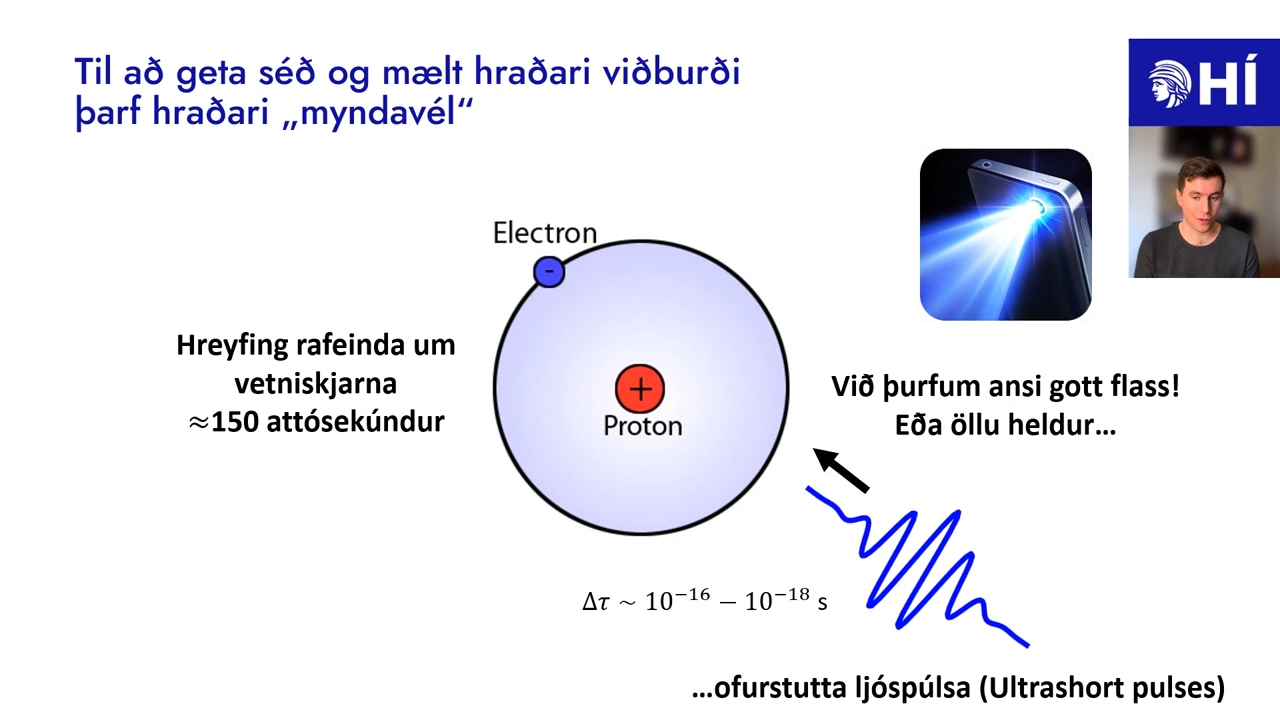 Til að geta séð og mælt hraðari viðburði
þarf hraðari „myndavél“
HÍ
Electron
-
Hreyfing rafeinda um
vetniskjarna
≈150 attósekúndur
+
Proton
Við þurfum ansi gott flass!
Eða öllu heldur…
Δτ ~ 10⁻¹⁶ − 10⁻¹⁸ s
…ofurstutta ljóspúlsa (Ultrashort pulses)